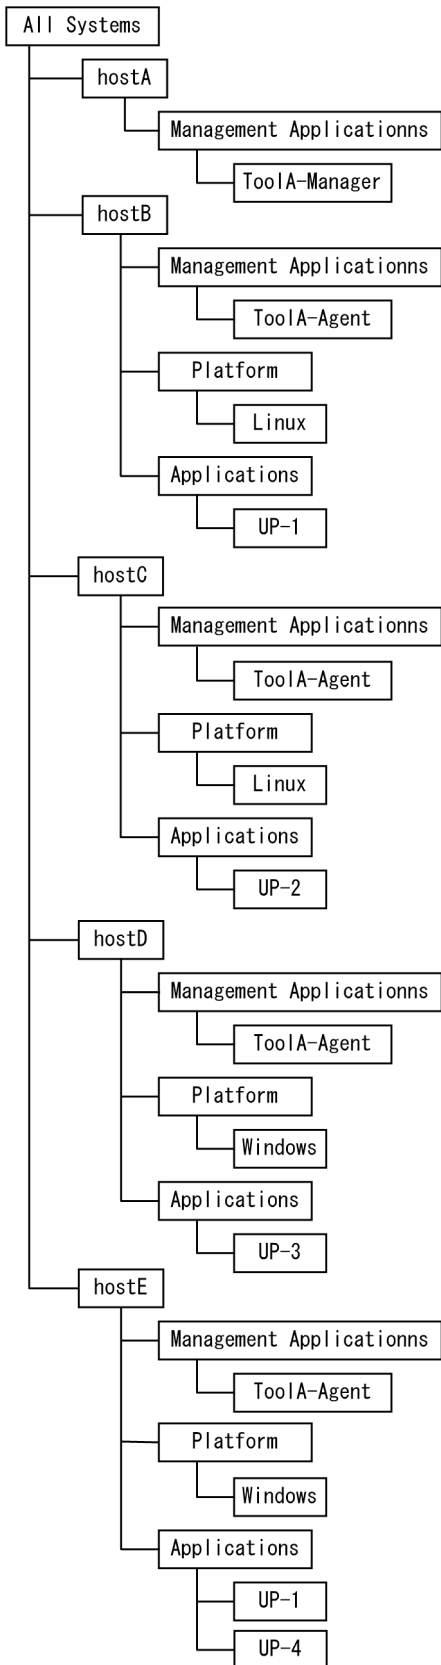 All Systems
hostA
Management Applicationns
ToolA-Manager
hostB
Management Applicationns
ToolA-Agent
Platform
Linux
Applications
UP-1
hostC
Management Applicationns
ToolA-Agent
Platform
Linux
Applications
UP-2
hostD
Management Applicationns
ToolA-Agent
Platform
Windows
Applications
UP-3
hostE
Management Applicationns
ToolA-Agent
Platform
Windows
Applications
UP-1
UP-4